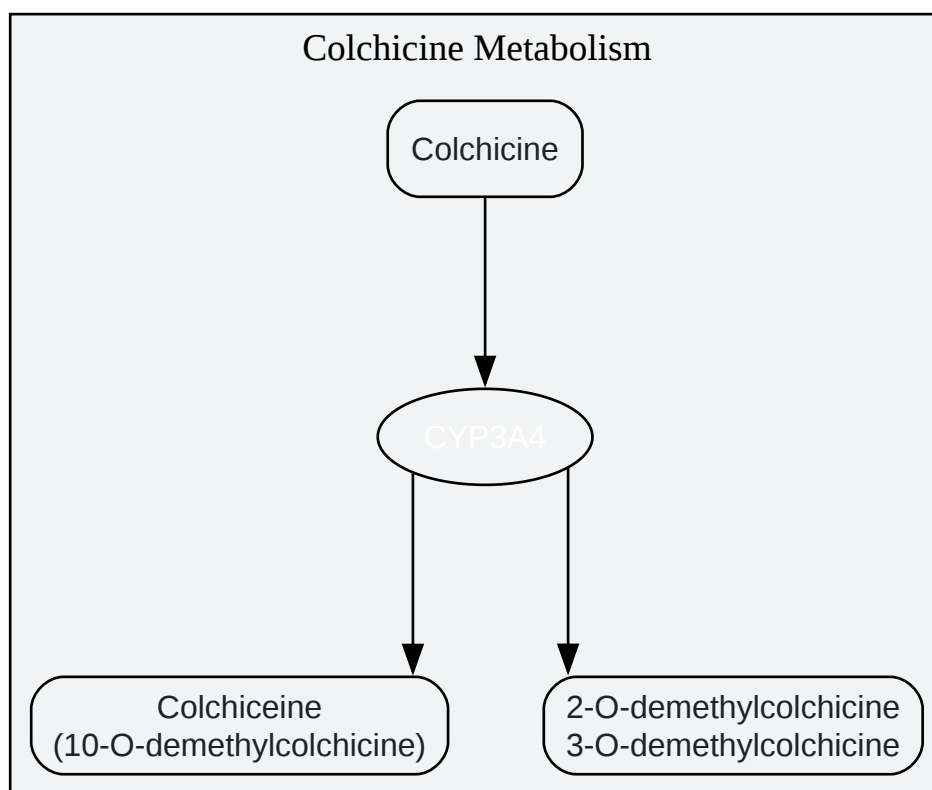 Colchicine Metabolism
Colchicine
CYP3A4
Colchiceine
(10-O-demethylcolchicine)
2-O-demethylcolchicine
3-O-demethylcolchicine